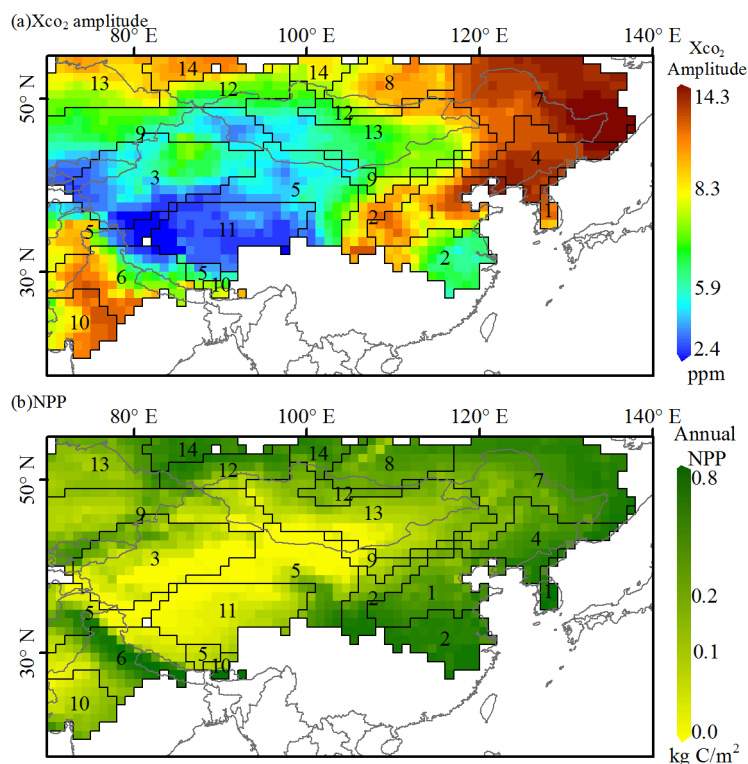 (a)Xco₂ amplitude
80° E 100° E 120° E 140° E
Xco₂
Amplitude
50° N
30° N
13 14 14 8 12 7
12 13 9 4
9 3 5 2 1
5 11 2
6 5 10
10
14.3
8.3
5.9
2.4
ppm
(b)NPP
80° E 100° E 120° E 140° E
Annual
NPP
50° N
30° N
13 14 14 8 12 7
12 13 9 4
9 3 5 2 1 1
5 11 2
6 5 10
10
0.8
0.2
0.1
0.0
kg C/m²